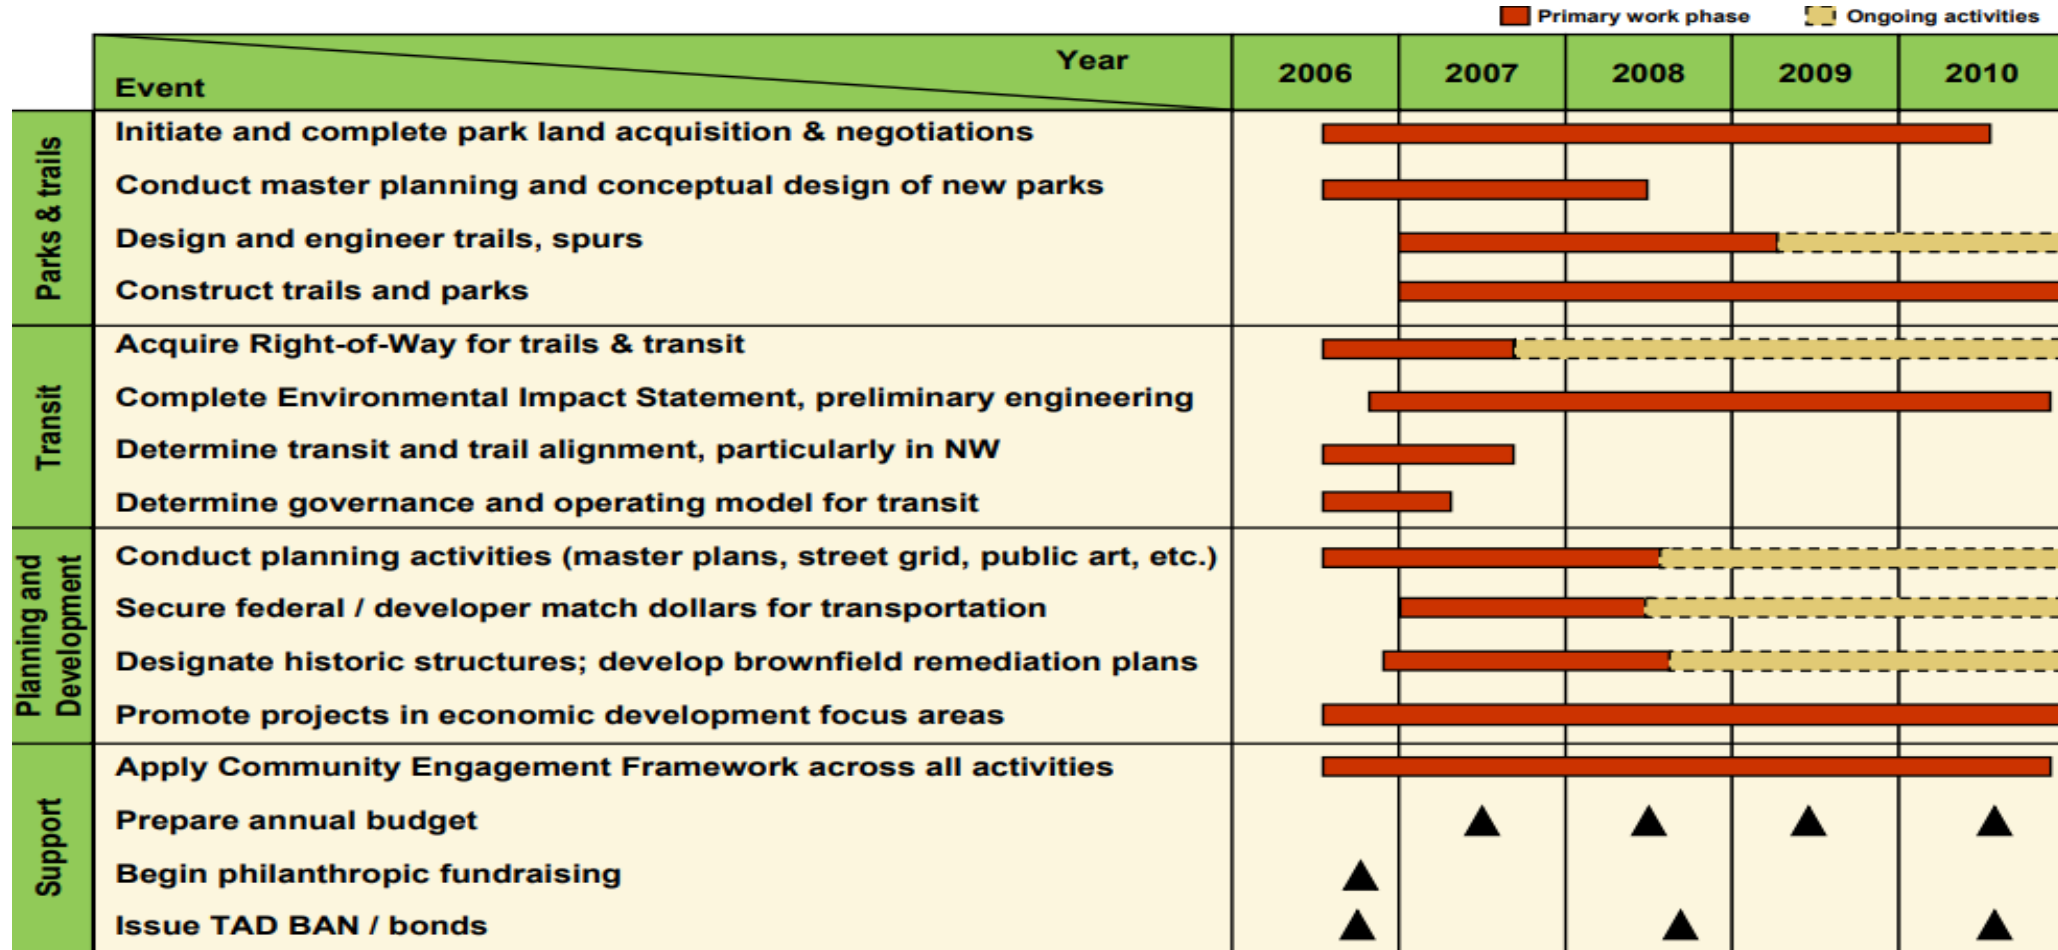 Primary work phase
Ongoing activities
Year
Event
2006
2007
2008
2009
2010
Parks & trails
Initiate and complete park land acquisition & negotiations
Conduct master planning and conceptual design of new parks
Design and engineer trails, spurs
Construct trails and parks
Transit
Acquire Right-of-Way for trails & transit
Complete Environmental Impact Statement, preliminary engineering
Determine transit and trail alignment, particularly in NW
Determine governance and operating model for transit
Planning and
Development
Conduct planning activities (master plans, street grid, public art, etc.)
Secure federal / developer match dollars for transportation
Designate historic structures; develop brownfield remediation plans
Promote projects in economic development focus areas
Support
Apply Community Engagement Framework across all activities
Prepare annual budget
Begin philanthropic fundraising
Issue TAD BAN / bonds